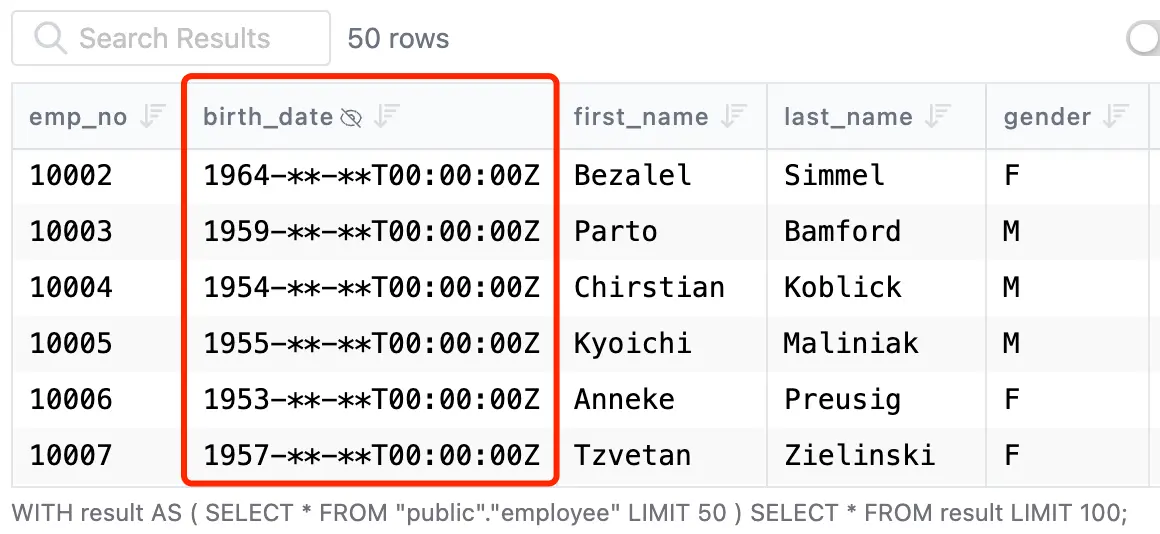 Search Results 50 rows
emp_no birth_date first_name last_name gender
10002 1964-**-**T00:00:00Z Bezalel Simmel F
10003 1959-**-**T00:00:00Z Parto Bamford M
10004 1954-**-**T00:00:00Z Chirstian Koblick M
10005 1955-**-**T00:00:00Z Kyoichi Maliniak M
10006 1953-**-**T00:00:00Z Anneke Preusig F
10007 1957-**-**T00:00:00Z Tzvetan Zielinski F
WITH result AS ( SELECT * FROM "public"."employee" LIMIT 50 ) SELECT * FROM result LIMIT 100;